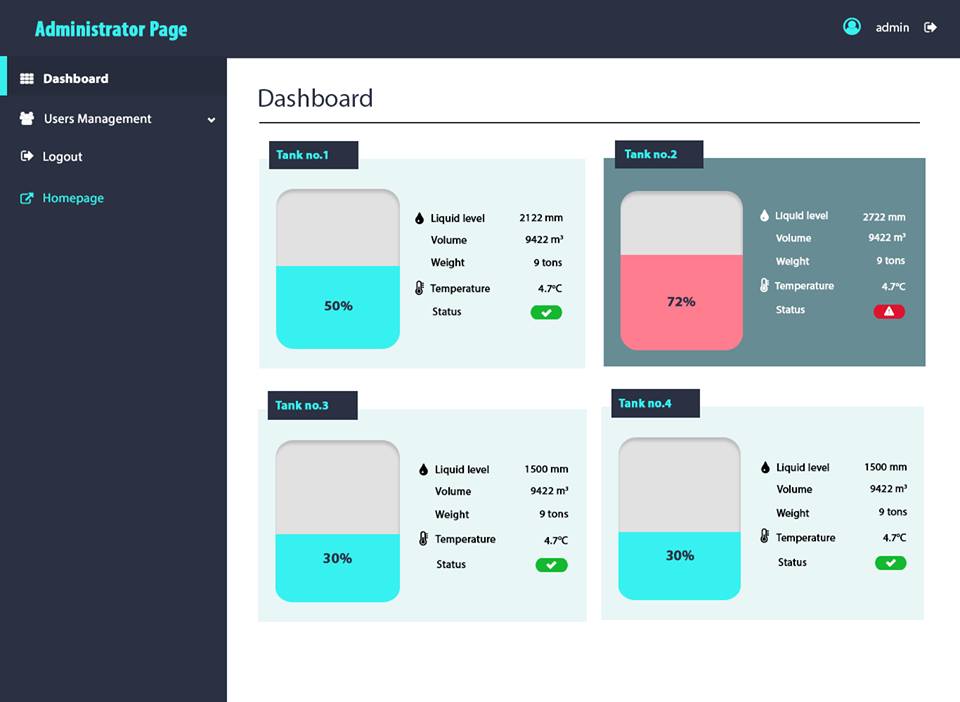 Administrator Page
admin
Dashboard
Users Management
Logout
Homepage
Dashboard
Tank no.1
50%
Liquid level 2122 mm
Volume 9422 m³
Weight 9 tons
Temperature 4.7ºC
Status
Tank no.2
72%
Liquid level 2722 mm
Volume 9422 m³
Weight 9 tons
Temperature 4.7ºC
Status
Tank no.3
30%
Liquid level 1500 mm
Volume 9422 m³
Weight 9 tons
Temperature 4.7ºC
Status
Tank no.4
30%
Liquid level 1500 mm
Volume 9422 m³
Weight 9 tons
Temperature 4.7ºC
Status